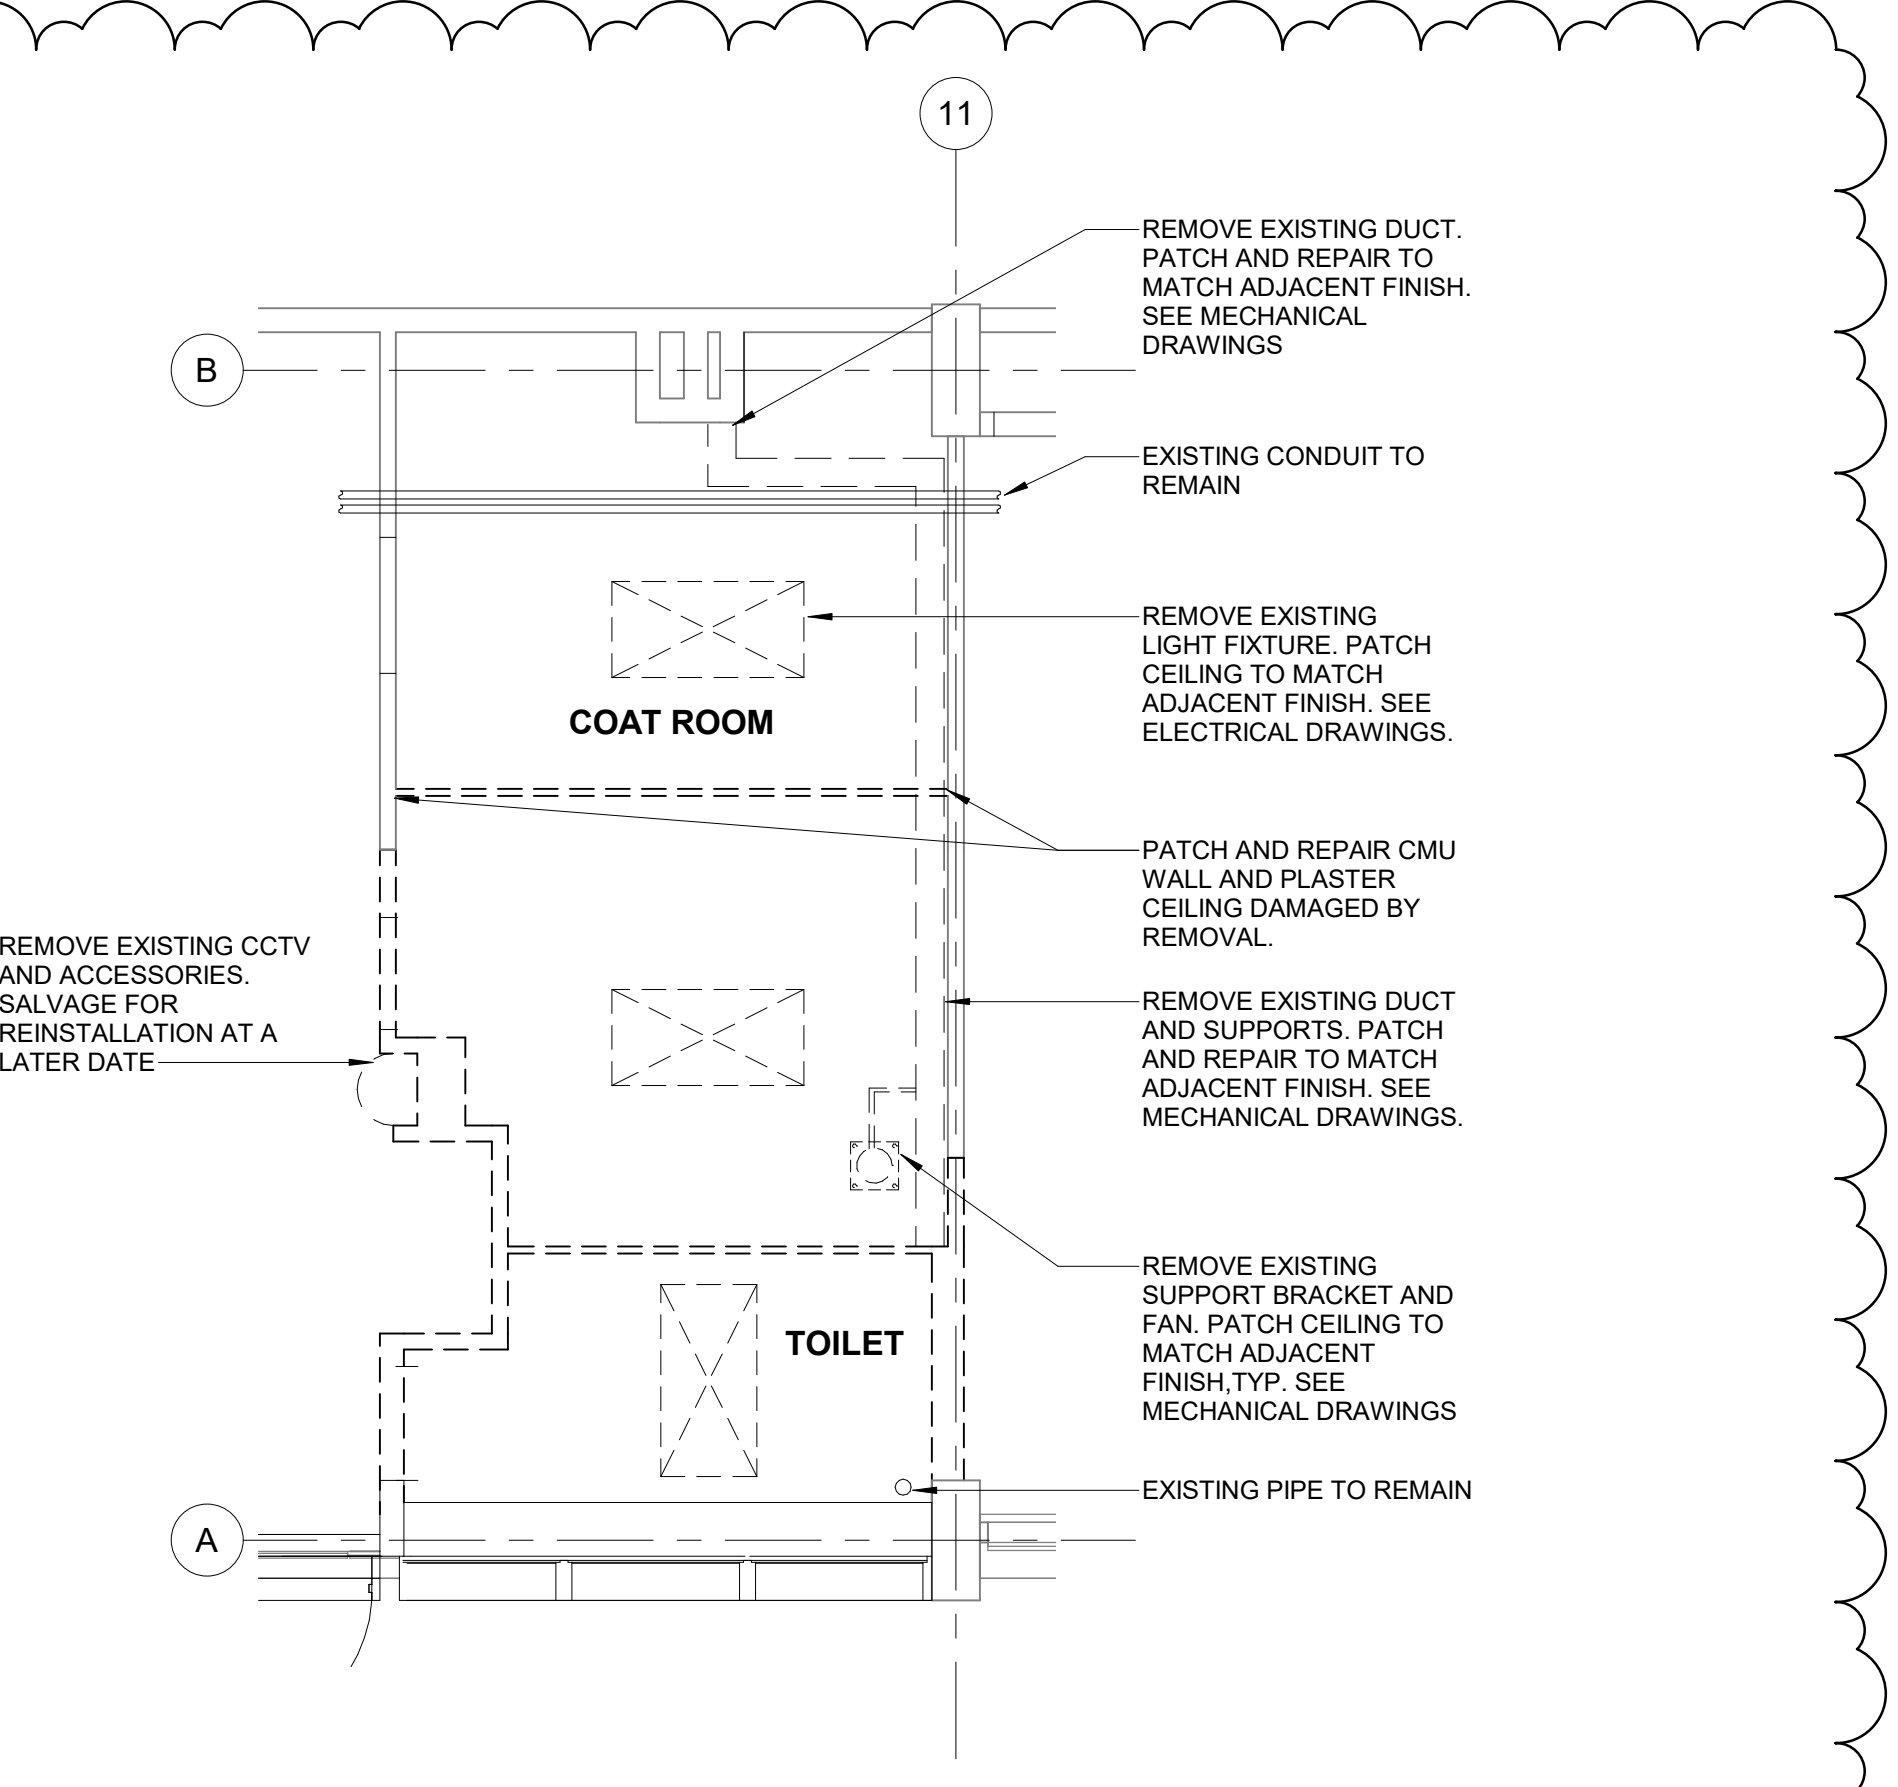 11
REMOVE EXISTING DUCT.
PATCH AND REPAIR TO
MATCH ADJACENT FINISH.
SEE MECHANICAL
DRAWINGS
B
EXISTING CONDUIT TO
REMAIN
REMOVE EXISTING
LIGHT FIXTURE. PATCH
CEILING TO MATCH
ADJACENT FINISH. SEE
ELECTRICAL DRAWINGS.
COAT ROOM
PATCH AND REPAIR CMU
WALL AND PLASTER
CEILING DAMAGED BY
REMOVAL.
REMOVE EXISTING CCTV
AND ACCESSORIES.
SALVAGE FOR
REINSTALLATION AT A
LATER DATE
REMOVE EXISTING DUCT
AND SUPPORTS. PATCH
AND REPAIR TO MATCH
ADJACENT FINISH. SEE
MECHANICAL DRAWINGS.
REMOVE EXISTING
SUPPORT BRACKET AND
FAN. PATCH CEILING TO
MATCH ADJACENT
FINISH,TYP. SEE
MECHANICAL DRAWINGS
TOILET
EXISTING PIPE TO REMAIN
A